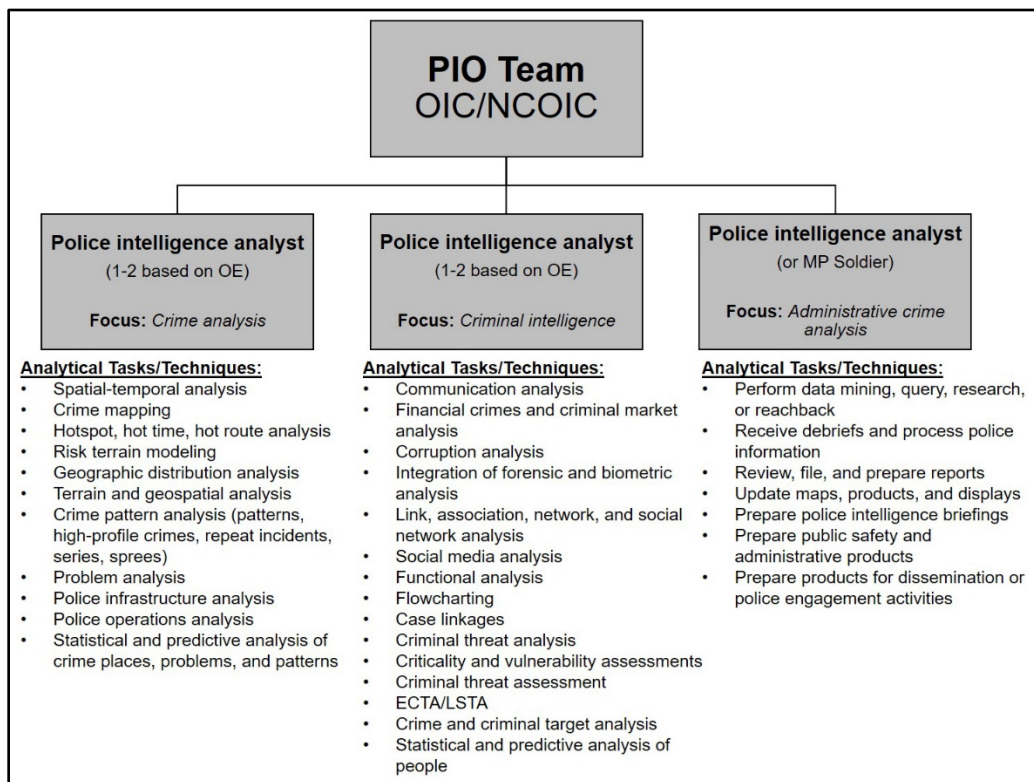 PIO Team
OIC/NCOIC
Police intelligence analyst
(1-2 based on OE)
Focus: Crime analysis
Analytical Tasks/Techniques:
• Spatial-temporal analysis
• Crime mapping
• Hotspot, hot time, hot route analysis
• Risk terrain modeling
• Geographic distribution analysis
• Terrain and geospatial analysis
• Crime pattern analysis (patterns,
high-profile crimes, repeat incidents,
series, sprees)
• Problem analysis
• Police infrastructure analysis
• Police operations analysis
• Statistical and predictive analysis of
crime places, problems, and patterns
Police intelligence analyst
(1-2 based on OE)
Focus: Criminal intelligence
Analytical Tasks/Techniques:
• Communication analysis
• Financial crimes and criminal market
analysis
• Corruption analysis
• Integration of forensic and biometric
analysis
• Link, association, network, and social
network analysis
• Social media analysis
• Functional analysis
• Flowcharting
• Case linkages
• Criminal threat analysis
• Criticality and vulnerability assessments
• Criminal threat assessment
• ECTA/LSTA
• Crime and criminal target analysis
• Statistical and predictive analysis of
people
Police intelligence analyst
(or MP Soldier)
Focus: Administrative crime
analysis
Analytical Tasks/Techniques:
• Perform data mining, query, research,
or reachback
• Receive debriefs and process police
information
• Review, file, and prepare reports
• Update maps, products, and displays
• Prepare police intelligence briefings
• Prepare public safety and
administrative products
• Prepare products for dissemination or
police engagement activities